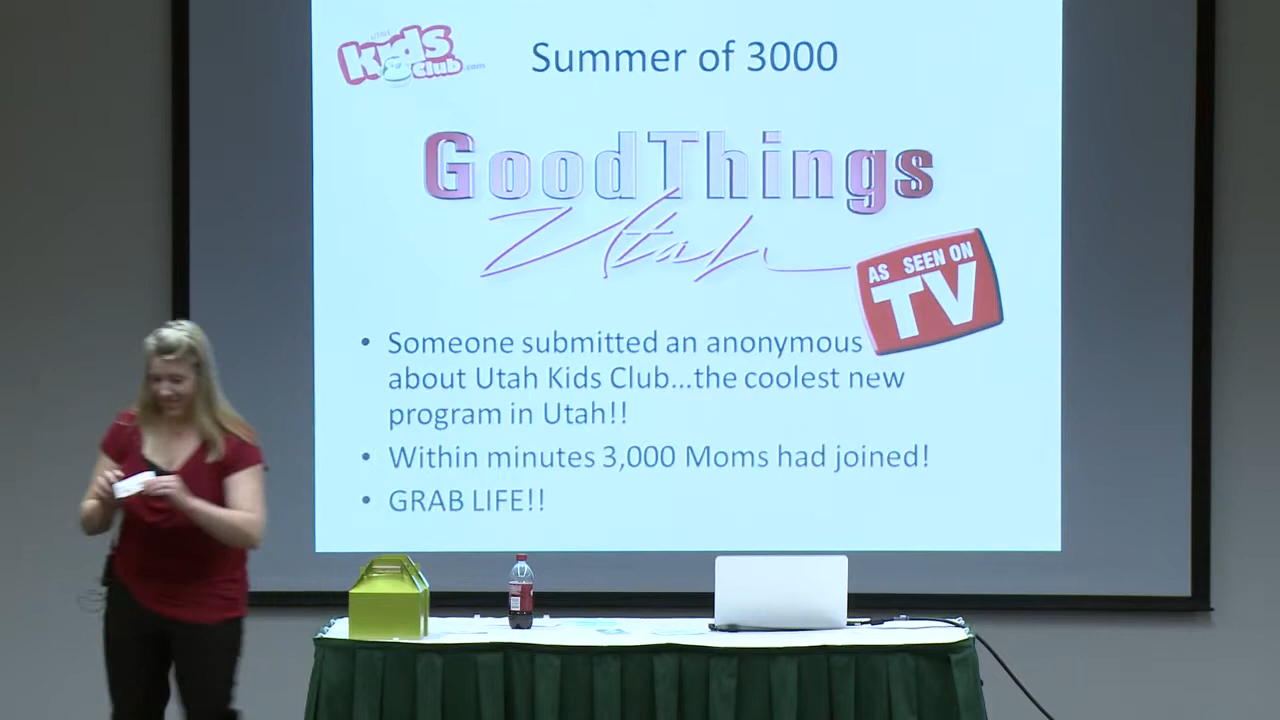 UTAH
Kids
Club.com
Summer of 3000
GoodThings
Utah
AS SEEN ON
TV
• Someone submitted an anonymous
about Utah Kids Club...the coolest new
program in Utah!!
• Within minutes 3,000 Moms had joined!
• GRAB LIFE!!